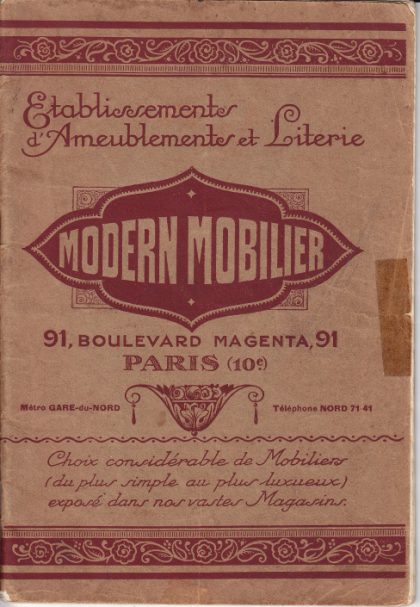 Etablissements
d'Ameublements et Literie
MODERN MOBILIER
91, BOULEVARD MAGENTA, 91
PARIS (10e)
Métro GARE-du-NORD
Téléphone NORD 71-41
Choix considérable de Mobiliers
(du plus simple au plus luxueux)
exposé dans nos vastes Magasins.